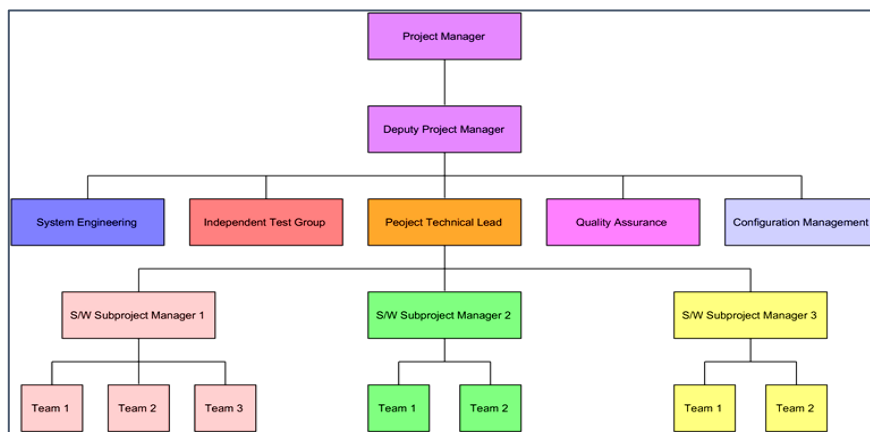 Project Manager
Deputy Project Manager
System Engineering
Independent Test Group
Peoject Technical Lead
Quality Assurance
Configuration Management
S/W Subproject Manager 1
S/W Subproject Manager 2
S/W Subproject Manager 3
Team 1
Team 2
Team 3
Team 1
Team 2
Team 1
Team 2